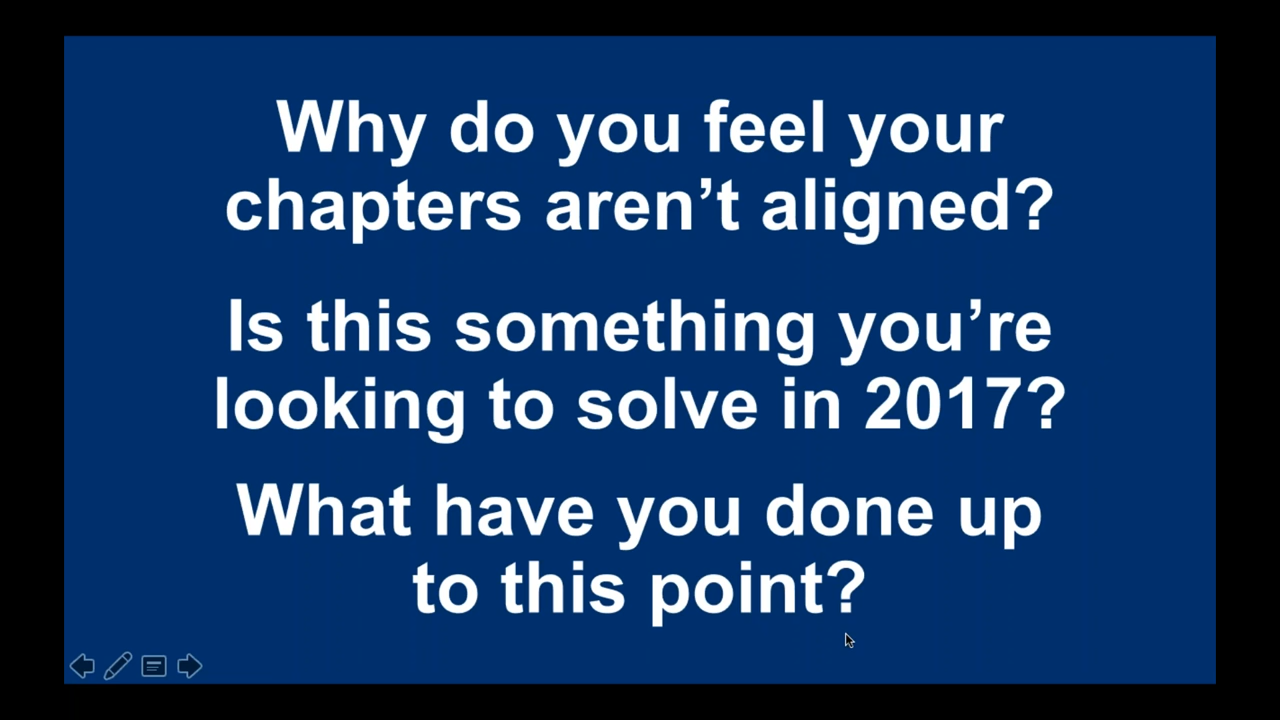 Why do you feel your
chapters aren’t aligned?
Is this something you’re
looking to solve in 2017?
What have you done up
to this point?